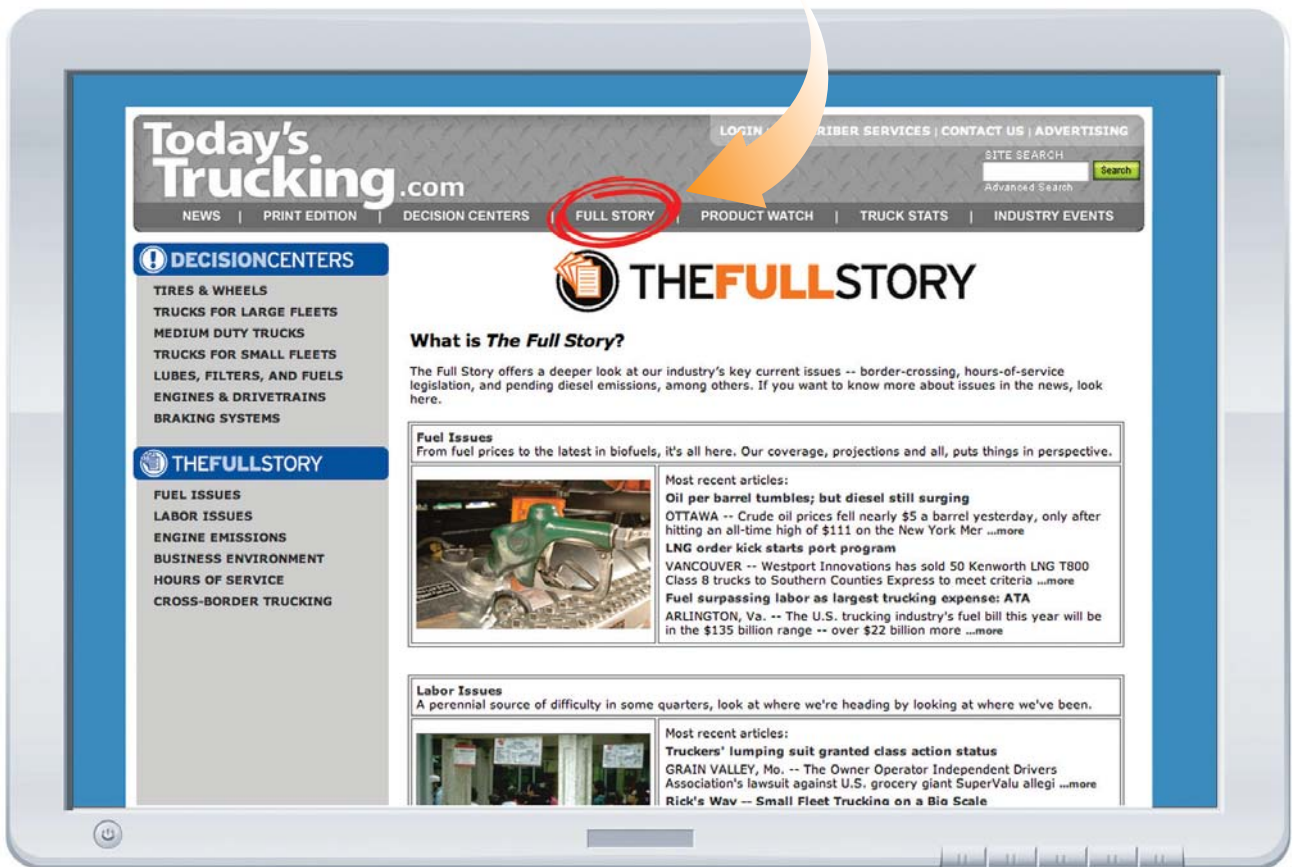 Today's
Trucking.com
LOGIN RIBER SERVICES | CONTACT US | ADVERTISING
SITE SEARCH
Search
Advanced Search
NEWS | PRINT EDITION | DECISION CENTERS | FULL STORY | PRODUCT WATCH | TRUCK STATS | INDUSTRY EVENTS
DECISIONCENTERS
TIRES & WHEELS
TRUCKS FOR LARGE FLEETS
MEDIUM DUTY TRUCKS
TRUCKS FOR SMALL FLEETS
LUBES, FILTERS, AND FUELS
ENGINES & DRIVETRAINS
BRAKING SYSTEMS
THEFULLSTORY
FUEL ISSUES
LABOR ISSUES
ENGINE EMISSIONS
BUSINESS ENVIRONMENT
HOURS OF SERVICE
CROSS-BORDER TRUCKING
THEFULLSTORY
What is The Full Story?
The Full Story offers a deeper look at our industry's key current issues -- border-crossing, hours-of-service
legislation, and pending diesel emissions, among others. If you want to know more about issues in the news, look
here.
Fuel Issues
From fuel prices to the latest in biofuels, it's all here. Our coverage, projections and all, puts things in perspective.
Most recent articles:
Oil per barrel tumbles; but diesel still surging
OTTAWA -- Crude oil prices fell nearly $5 a barrel yesterday, only after
hitting an all-time high of $111 on the New York Mer ...more
LNG order kick starts port program
VANCOUVER -- Westport Innovations has sold 50 Kenworth LNG T800
Class 8 trucks to Southern Counties Express to meet criteria ...more
Fuel surpassing labor as largest trucking expense: ATA
ARLINGTON, Va. -- The U.S. trucking industry's fuel bill this year will be
in the $135 billion range -- over $22 billion more ...more
Labor Issues
A perennial source of difficulty in some quarters, look at where we're heading by looking at where we've been.
Most recent articles:
Truckers' lumping suit granted class action status
GRAIN VALLEY, Mo. -- The Owner Operator Independent Drivers
Association's lawsuit against U.S. grocery giant SuperValu allegi ...more
Rick's Way -- Small Fleet Trucking on a Big Scale